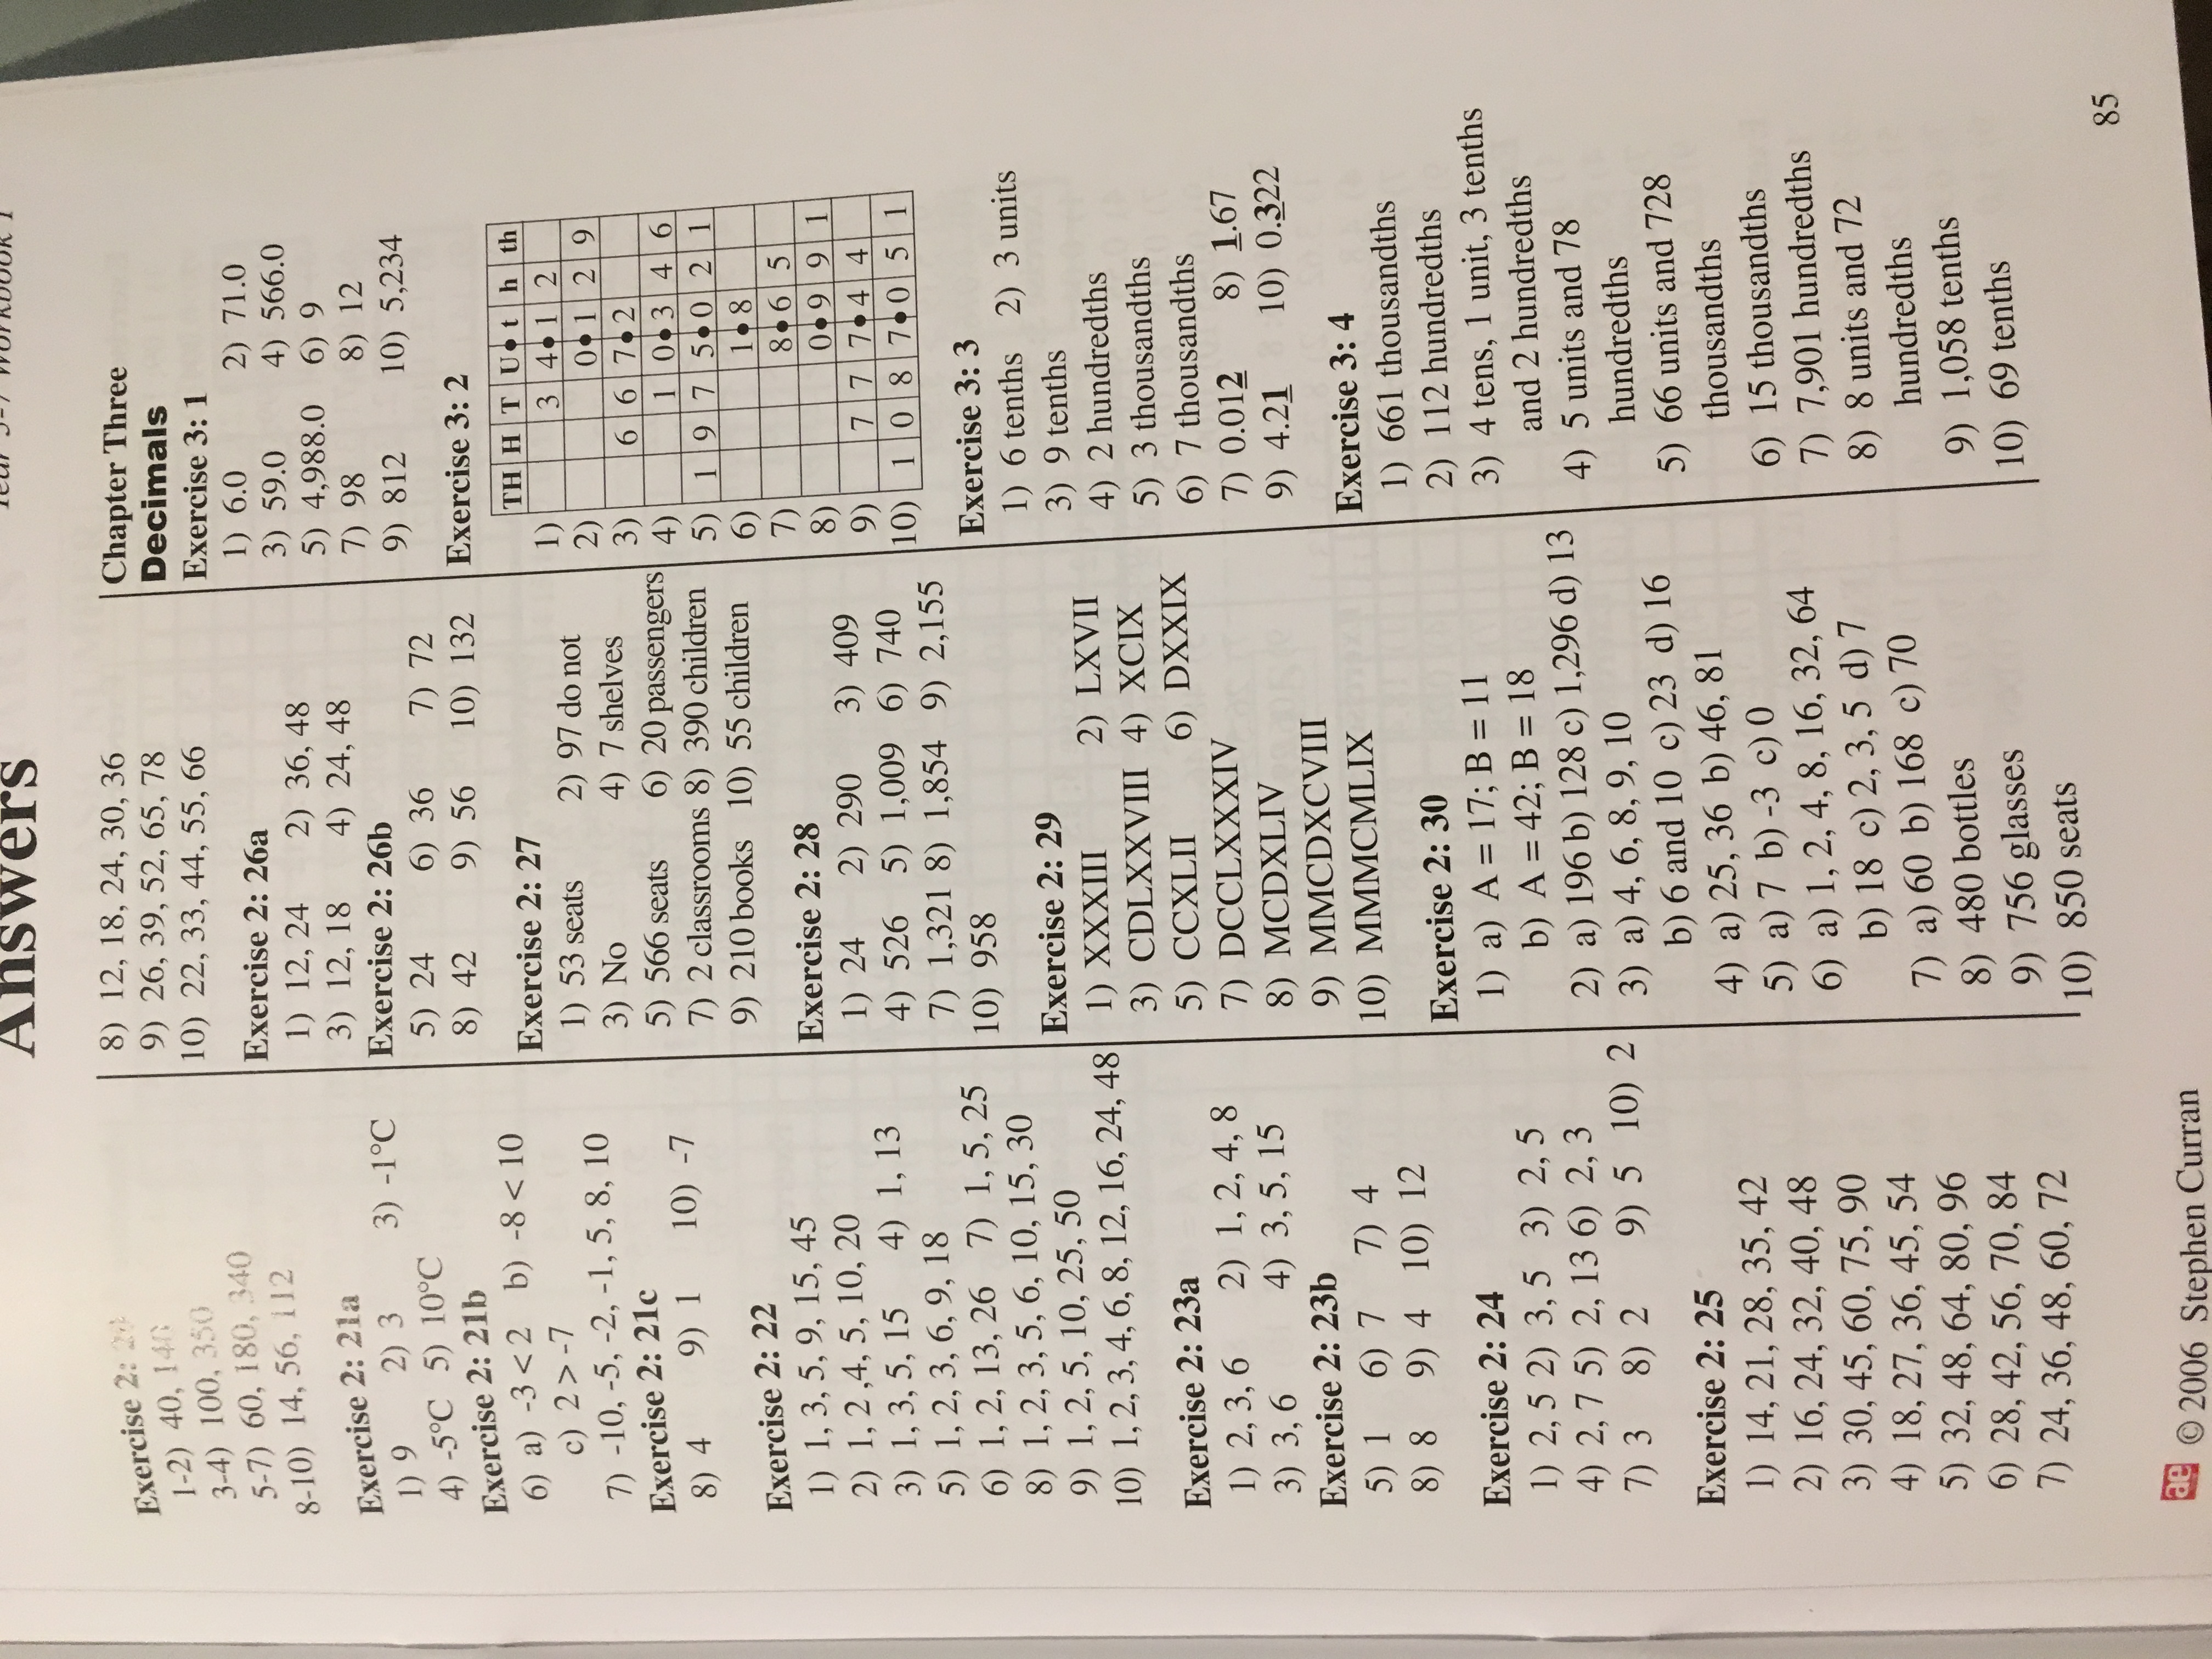 Answers
Year 5-7 Workbook 1
Exercise 2: 20
1-2) 40, 140
3-4) 100, 350
5-7) 60, 180, 340
8-10) 14, 56, 112
Exercise 2: 21a
1) 9 2) 3 3) -1°C
4) -5°C 5) 10°C
Exercise 2: 21b
6) a) -3 < 2 b) -8 < 10
c) 2 > -7
7) -10, -5, -2, -1, 5, 8, 10
Exercise 2: 21c
8) 4 9) 1 10) -7
Exercise 2: 22
1) 1, 3, 5, 9, 15, 45
2) 1, 2 ,4, 5, 10, 20
3) 1, 3, 5, 15 4) 1, 13
5) 1, 2, 3, 6, 9, 18
6) 1, 2, 13, 26 7) 1, 5, 25
8) 1, 2, 3, 5, 6, 10, 15, 30
9) 1, 2, 5, 10, 25, 50
10) 1, 2, 3, 4, 6, 8, 12, 16, 24, 48
Exercise 2: 23a
1) 2, 3, 6 2) 1, 2, 4, 8
3) 3, 6 4) 3, 5, 15
Exercise 2: 23b
5) 1 6) 7 7) 4
8) 8 9) 4 10) 12
Exercise 2: 24
1) 2, 5 2) 3, 5 3) 2, 5
4) 2, 7 5) 2, 13 6) 2, 3
7) 3 8) 2 9) 5 10) 2
Exercise 2: 25
1) 14, 21, 28, 35, 42
2) 16, 24, 32, 40, 48
3) 30, 45, 60, 75, 90
4) 18, 27, 36, 45, 54
5) 32, 48, 64, 80, 96
6) 28, 42, 56, 70, 84
7) 24, 36, 48, 60, 72
8) 12, 18, 24, 30, 36
9) 26, 39, 52, 65, 78
10) 22, 33, 44, 55, 66
Exercise 2: 26a
1) 12, 24 2) 36, 48
3) 12, 18 4) 24, 48
Exercise 2: 26b
5) 24 6) 36 7) 72
8) 42 9) 56 10) 132
Exercise 2: 27
1) 53 seats 2) 97 do not
3) No 4) 7 shelves
5) 566 seats 6) 20 passengers
7) 2 classrooms 8) 390 children
9) 210 books 10) 55 children
Exercise 2: 28
1) 24 2) 290 3) 409
4) 526 5) 1,009 6) 740
7) 1,321 8) 1,854 9) 2,155
10) 958
Exercise 2: 29
1) XXXIII 2) LXVII
3) CDLXXVIII 4) XCIX
5) CCXLII 6) DXXIX
7) DCCLXXXIV
8) MCDXLIV
9) MMCDXCVIII
10) MMMCMLIX
Exercise 2: 30
1) a) A = 17; B = 11
b) A = 42; B = 18
2) a) 196 b) 128 c) 1,296 d) 13
3) a) 4, 6, 8, 9, 10
b) 6 and 10 c) 23 d) 16
4) a) 25, 36 b) 46, 81
5) a) 7 b) -3 c) 0
6) a) 1, 2, 4, 8, 16, 32, 64
b) 18 c) 2, 3, 5 d) 7
7) a) 60 b) 168 c) 70
8) 480 bottles
9) 756 glasses
10) 850 seats
Chapter Three
Decimals
Exercise 3: 1
1) 6.0 2) 71.0
3) 59.0 4) 566.0
5) 4,988.0 6) 9
7) 98 8) 12
9) 812 10) 5,234
Exercise 3: 2
TH H T U • t h th
1) 3 4 • 1 2
2) 0 • 1 2 9
3) 6 6 7 • 2
4) 1 0 • 3 4 6
5) 1 9 7 5 • 0 2 1
6) 1 • 8
7) 8 • 6 5
8) 0 • 9 9 1
9) 7 7 7 • 4 4
10) 1 0 8 7 • 0 5 1
Exercise 3: 3
1) 6 tenths 2) 3 units
3) 9 tenths
4) 2 hundredths
5) 3 thousandths
6) 7 thousandths
7) 0.012 8) 1.67
9) 4.21 10) 0.322
Exercise 3: 4
1) 661 thousandths
2) 112 hundredths
3) 4 tens, 1 unit, 3 tenths
and 2 hundredths
4) 5 units and 78
hundredths
5) 66 units and 728
thousandths
6) 15 thousandths
7) 7,901 hundredths
8) 8 units and 72
hundredths
9) 1,058 tenths
10) 69 tenths
85
ae © 2006 Stephen Curran